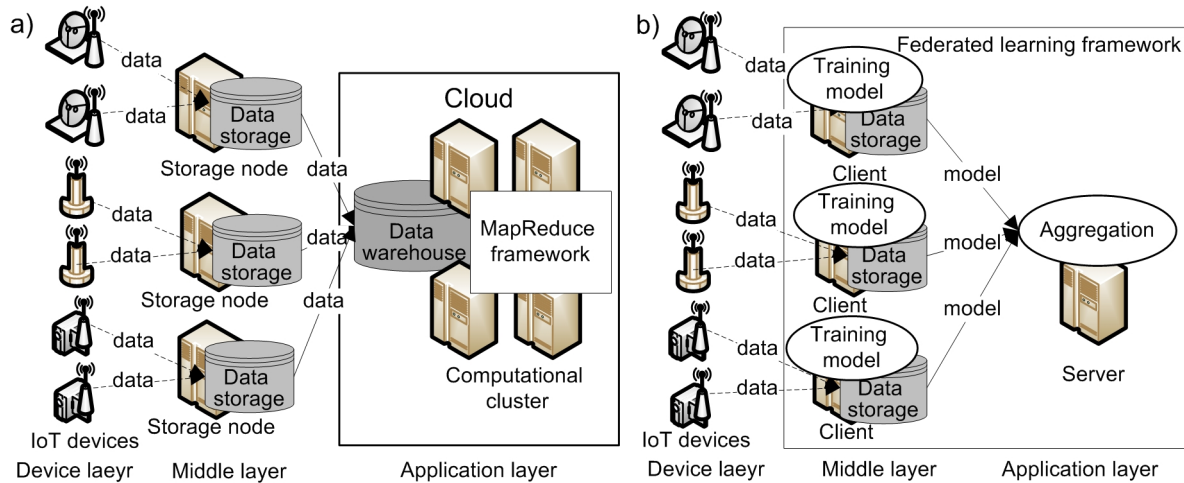 a)
data
data
Data
storage
Storage node
data
data
data
Data
storage
Storage node
data
data
data
data
Data
storage
Storage node
IoT devices
Device laeyr
Middle layer
Cloud
Data
warehouse
MapReduce
framework
Computational
cluster
Application layer
b)
Federated learning framework
data
data
Training
model
Data
storage
Client
model
data
data
Training
model
Data
storage
Client
model
data
data
Training
model
Data
storage
Client
model
Aggregation
Server
IoT devices
Device laeyr
Middle layer
Application layer